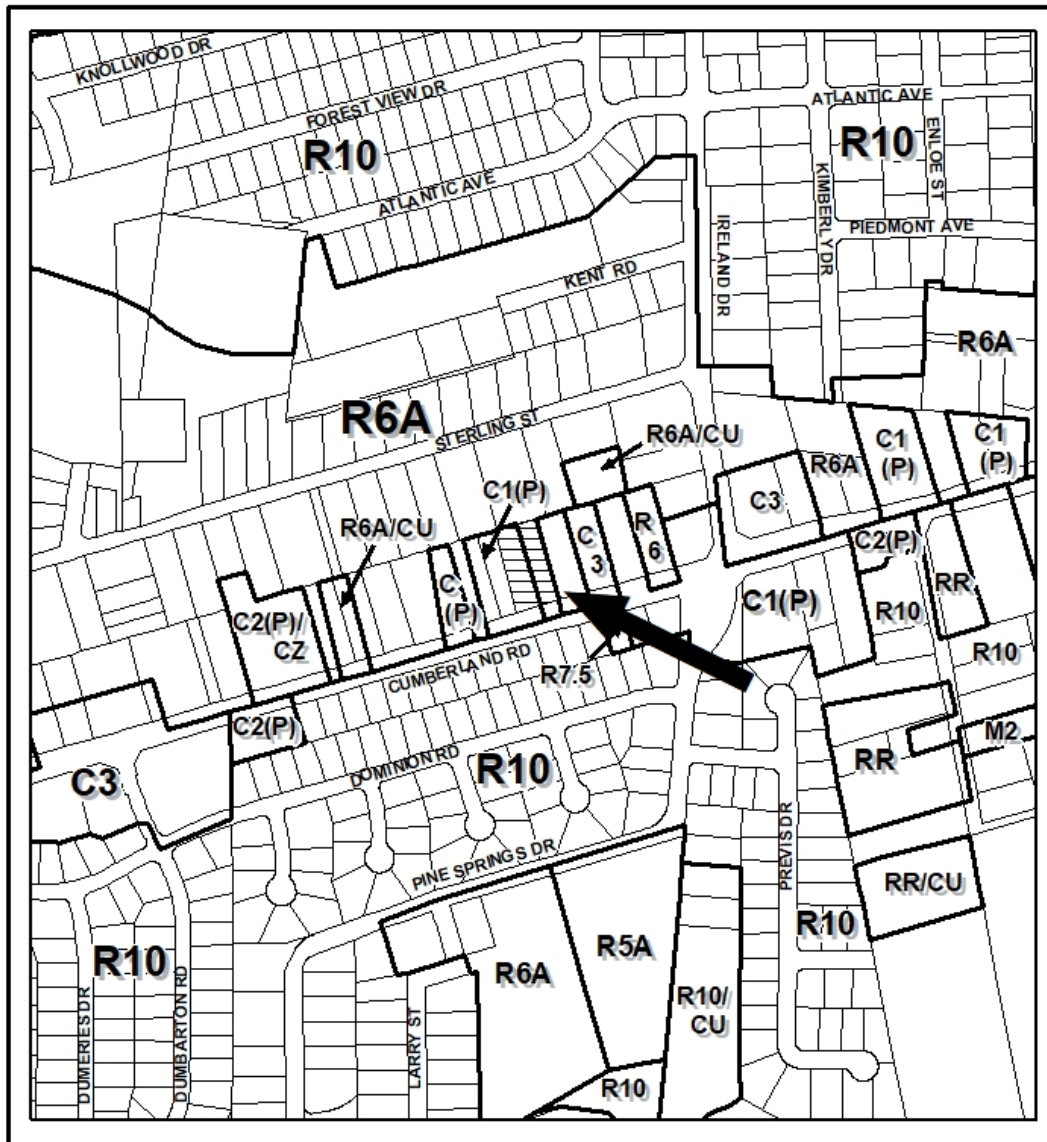 KNOLLWOOD DR
FOREST VIEW DR
R10
ATLANTIC AVE
ATLANTIC AVE
R10
ENLOE ST
KIMBERLY DR
PIEDMONT AVE
IRELAND DR
KENT RD
R6A
R6A
STERLING ST
R6A/CU
C1(P)
R6A/CU
C3
R6A
C1
(P)
C1
(P)
C
3
R
6
C
(P)
C2(P)/
CZ
C2(P)
RR
C1(P)
R10
R10
CUMBERLAND RD
R7.5
C2(P)
DOMINION RD
R10
C3
M2
RR
PREVIS DR
PINE SPRINGS DR
RR/CU
R10
R5A
R6A
R10
R10/
CU
DUMERIES DR
DUMBARTON RD
LARRY ST
R10